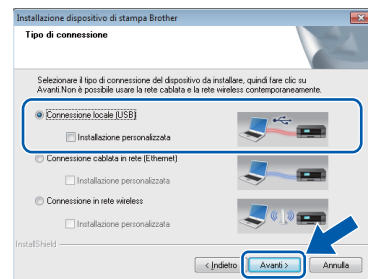 Installazione dispositivo di stampa Brother
Tipo di connessione
Selezionare il tipo di connessione del dispositivo da installare, quindi fare clic su
Avanti.Non è possibile usare la rete cablata e la rete wireless contemporaneamente.
Connessione locale (USB)
Installazione personalizzata
Connessione cablata in rete (Ethernet)
Installazione personalizzata
Connessione in rete wireless
Installazione personalizzata
InstallShield
< Indietro Avanti > Annulla